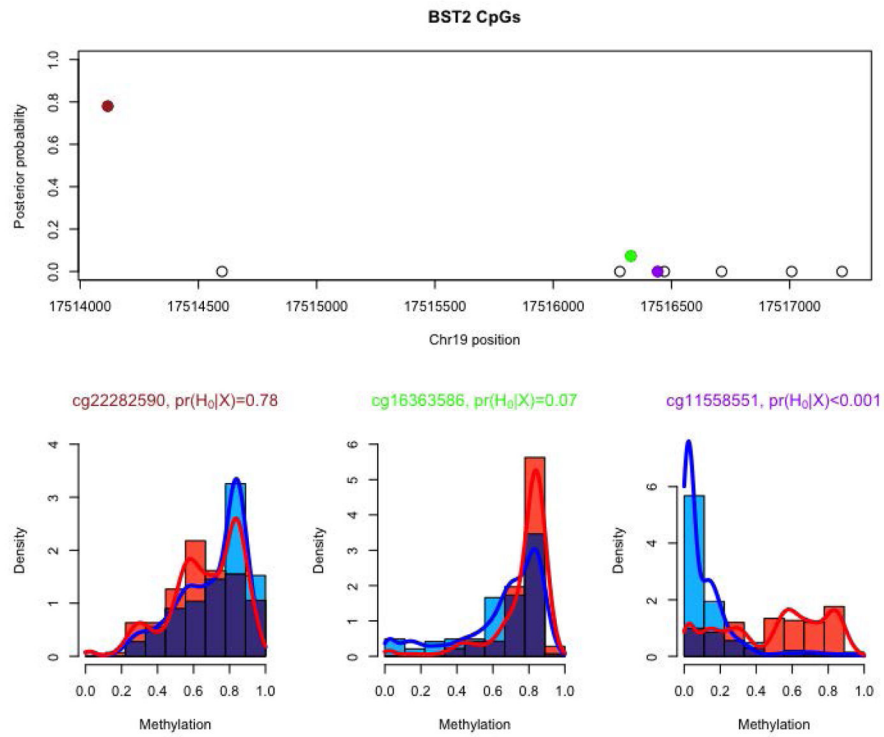 BST2 CpGs
Posterior probability
1.0
0.8
0.6
0.4
0.2
0.0
17514000 17514500 17515000 17515500 17516000 17516500 17517000
Chr19 position
cg22282590, pr(H₀|X)=0.78
Density
4
3
2
1
0
0.0 0.2 0.4 0.6 0.8 1.0
Methylation
cg16363586, pr(H₀|X)=0.07
Density
6
5
4
3
2
1
0
0.0 0.2 0.4 0.6 0.8 1.0
Methylation
cg11558551, pr(H₀|X)<0.001
Density
6
4
2
0
0.0 0.2 0.4 0.6 0.8 1.0
Methylation